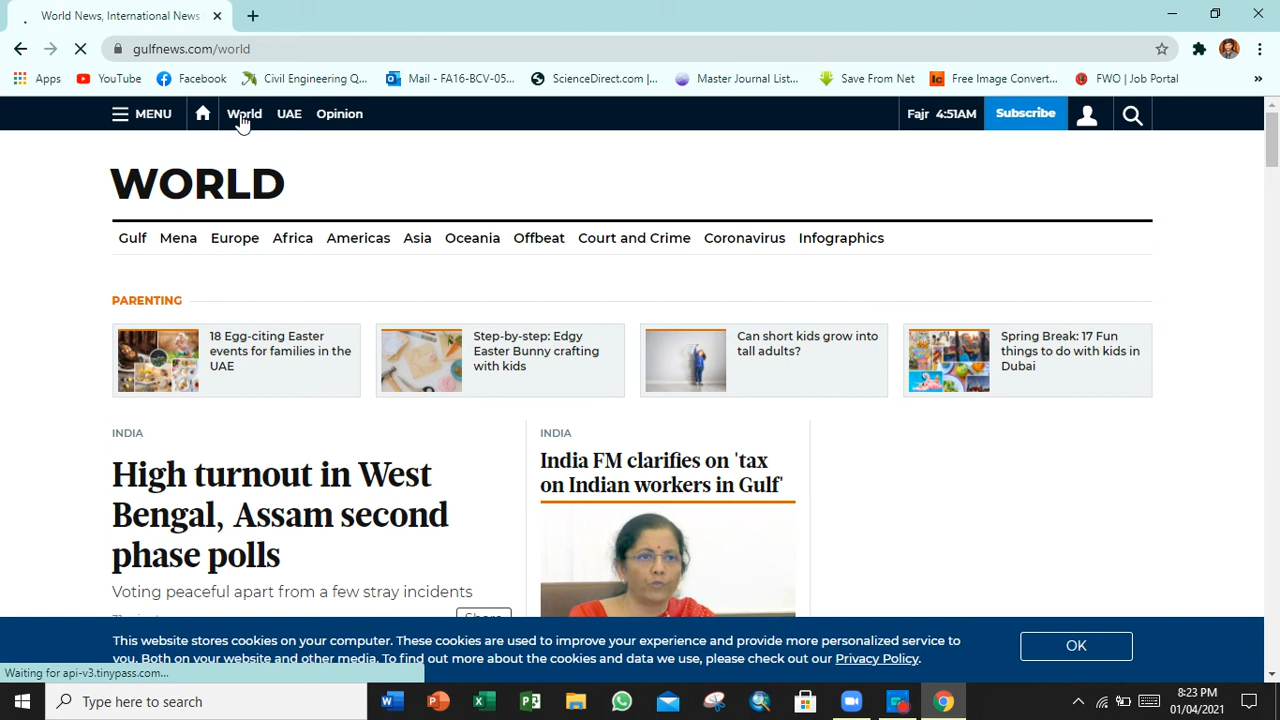 World News, International News
gulfnews.com/world
Apps YouTube Facebook Civil Engineering Q... Mail - FA16-BCV-05... ScienceDirect.com |... Master Journal List... Save From Net Free Image Convert... FWO | Job Portal »
MENU World UAE Opinion Fajr 4:51AM Subscribe
WORLD
Gulf Mena Europe Africa Americas Asia Oceania Offbeat Court and Crime Coronavirus Infographics
PARENTING
18 Egg-citing Easter
events for families in the
UAE
Step-by-step: Edgy
Easter Bunny crafting
with kids
Can short kids grow into
tall adults?
Spring Break: 17 Fun
things to do with kids in
Dubai
INDIA
High turnout in West
Bengal, Assam second
phase polls
Voting peaceful apart from a few stray incidents
INDIA
India FM clarifies on 'tax
on Indian workers in Gulf'
This website stores cookies on your computer. These cookies are used to improve your experience and provide more personalized service to
you. Both on your website and other media. To find out more about the cookies and data we use, please check out our Privacy Policy.
OK
Waiting for api-v3.tinypass.com...
Type here to search
8:23 PM
01/04/2021